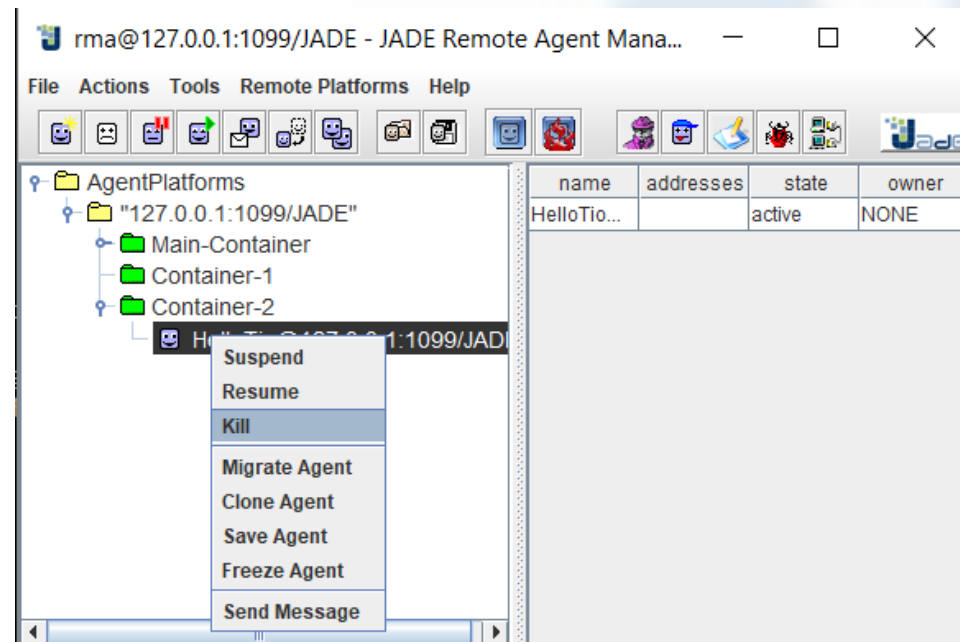 rma@127.0.0.1:1099/JADE - JADE Remote Agent Mana...
File Actions Tools Remote Platforms Help
Jade
AgentPlatforms
"127.0.0.1:1099/JADE"
Main-Container
Container-1
Container-2
1:1099/JADE
name addresses state owner
HelloTio... active NONE
Suspend
Resume
Kill
Migrate Agent
Clone Agent
Save Agent
Freeze Agent
Send Message